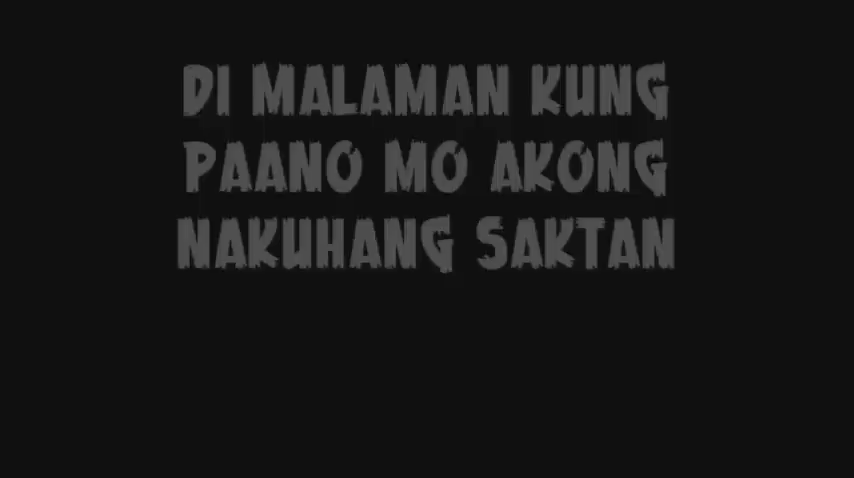 DI MALAMAN KUNG
PAANO MO AKONG
NAKUHANG SAKTAN